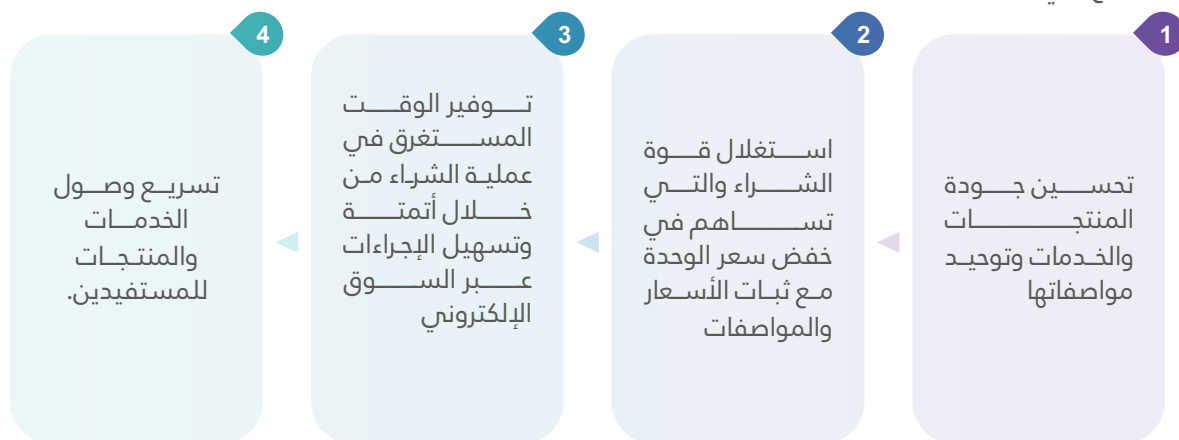 1
تحسين جودة
المنتجات
والخدمات وتوحيد
مواصفاتها
2
استغلال قوة
الشراء والتي
تساهم في
خفض سعر الوحدة
مع ثبات الأسعار
والمواصفات
3
توفير الوقت
المستغرق في
عملية الشراء من
خلال أتمتة
وتسهيل الإجراءات
عبر السوق
الإلكتروني
4
تسريع وصول
الخدمات
والمنتجات
للمستفيدين.